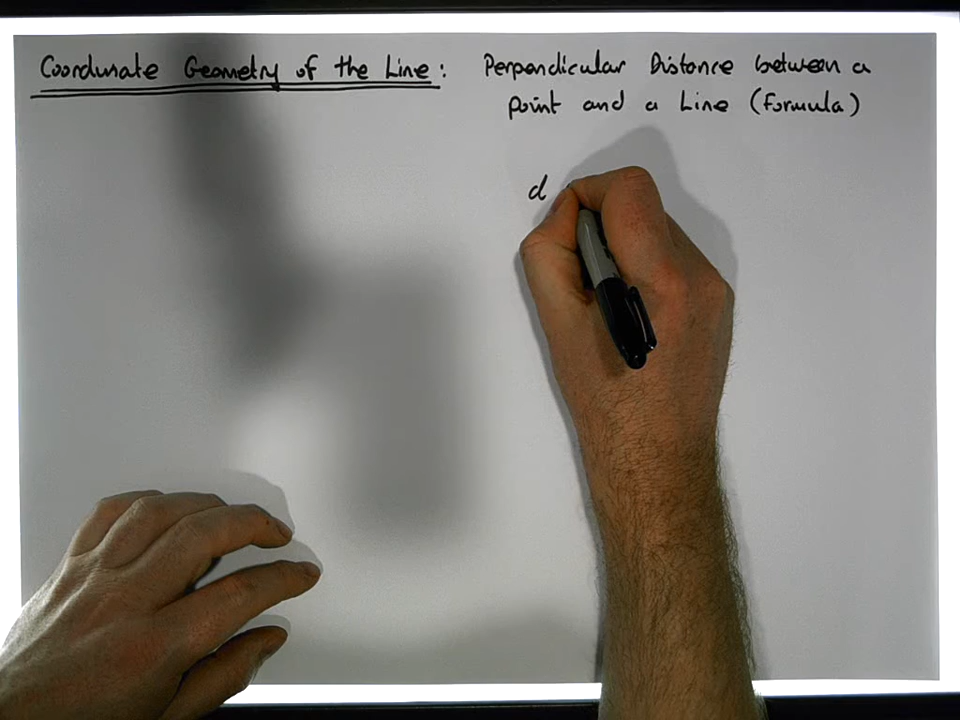 Coordinate Geometry of the Line: Perpendicular Distance between a
point and a Line (formula)
d